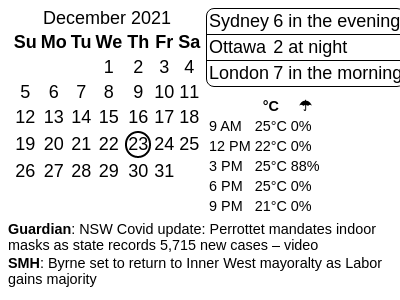 December 2021
Su Mo Tu We Th Fr Sa
1 2 3 4
5 6 7 8 9 10 11
12 13 14 15 16 17 18
19 20 21 22 23 24 25
26 27 28 29 30 31
Sydney 6 in the evening
Ottawa 2 at night
London 7 in the morning
°C ☂
9 AM 25°C 0%
12 PM 22°C 0%
3 PM 25°C 88%
6 PM 25°C 0%
9 PM 21°C 0%
Guardian: NSW Covid update: Perrottet mandates indoor
masks as state records 5,715 new cases – video
SMH: Byrne set to return to Inner West mayoralty as Labor
gains majority